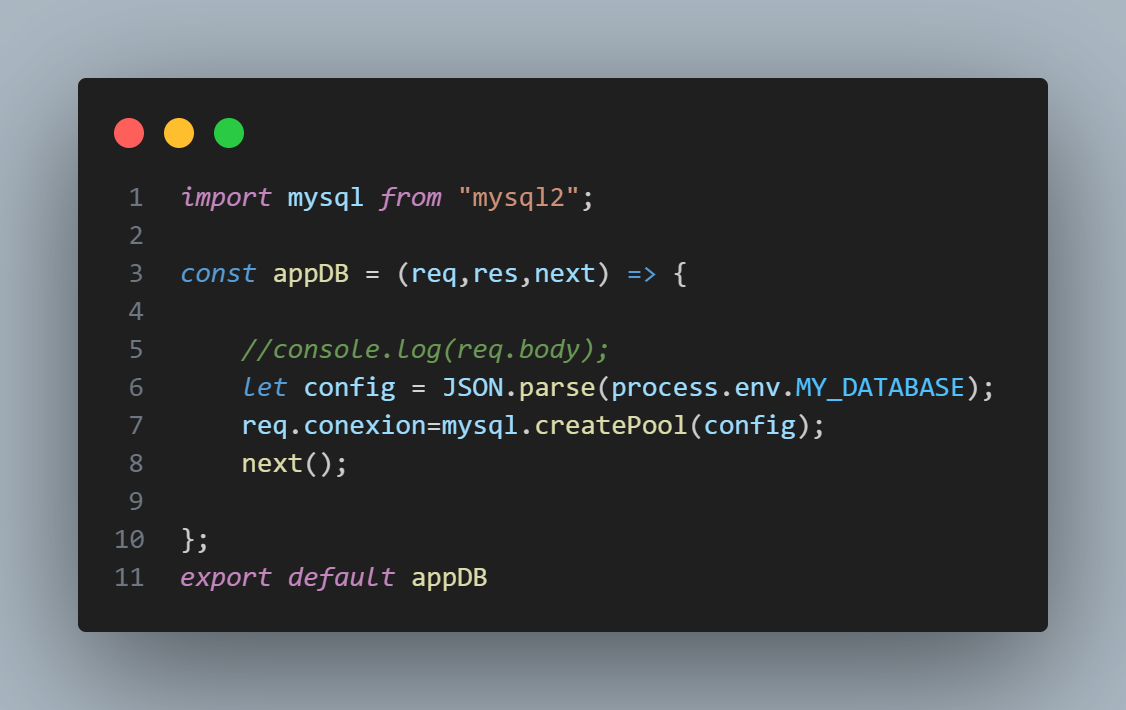 1 import mysql from "mysql2";
2
3 const appDB = (req,res,next) => {
4
5     //console.log(req.body);
6     let config = JSON.parse(process.env.MY_DATABASE);
7     req.conexion=mysql.createPool(config);
8     next();
9
10 };
11 export default appDB